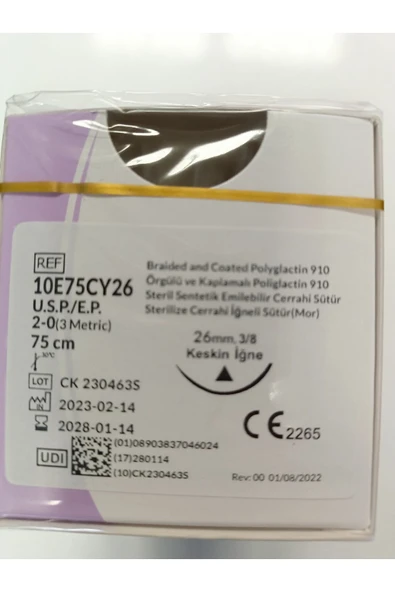 REF
10E75CY26
U.S.P./E.P.
2-0(3 Metric)
75 cm
Braided and Coated Polyglactin 910
Örgülü ve Kaplamalı Poliglactin 910
Steril Sentetik Emilebilir Cerrahi Sütür
Sterilize Cerrahi İğneli Sütür(Mor)
26mm, 3/8
Keskin İğne
LOT CK 230463S
2023-02-14
2028-01-14
CE 2265
UDI
(01)08903837046024
(17)280114
(10)CK230463S
Rev: 00 01/08/2022